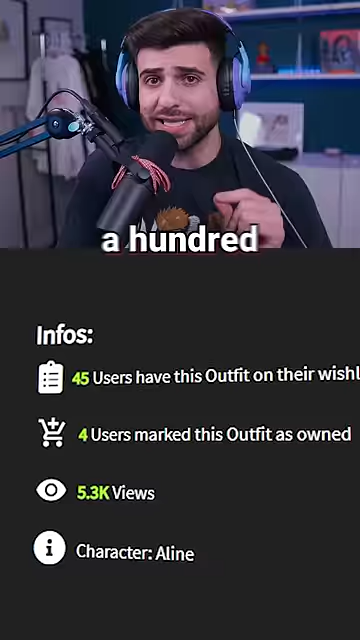 a hundred
Infos:
45 Users have this Outfit on their wishl
4 Users marked this Outfit as owned
5.3K Views
Character: Aline